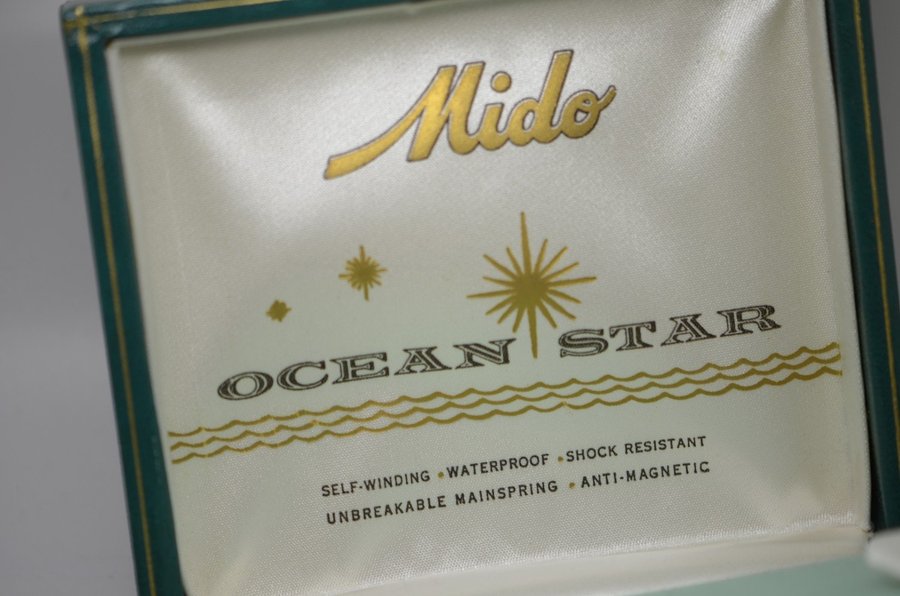 Mido
OCEAN STAR
SELF-WINDING • WATERPROOF • SHOCK RESISTANT
UNBREAKABLE MAINSPRING • ANTI-MAGNETIC